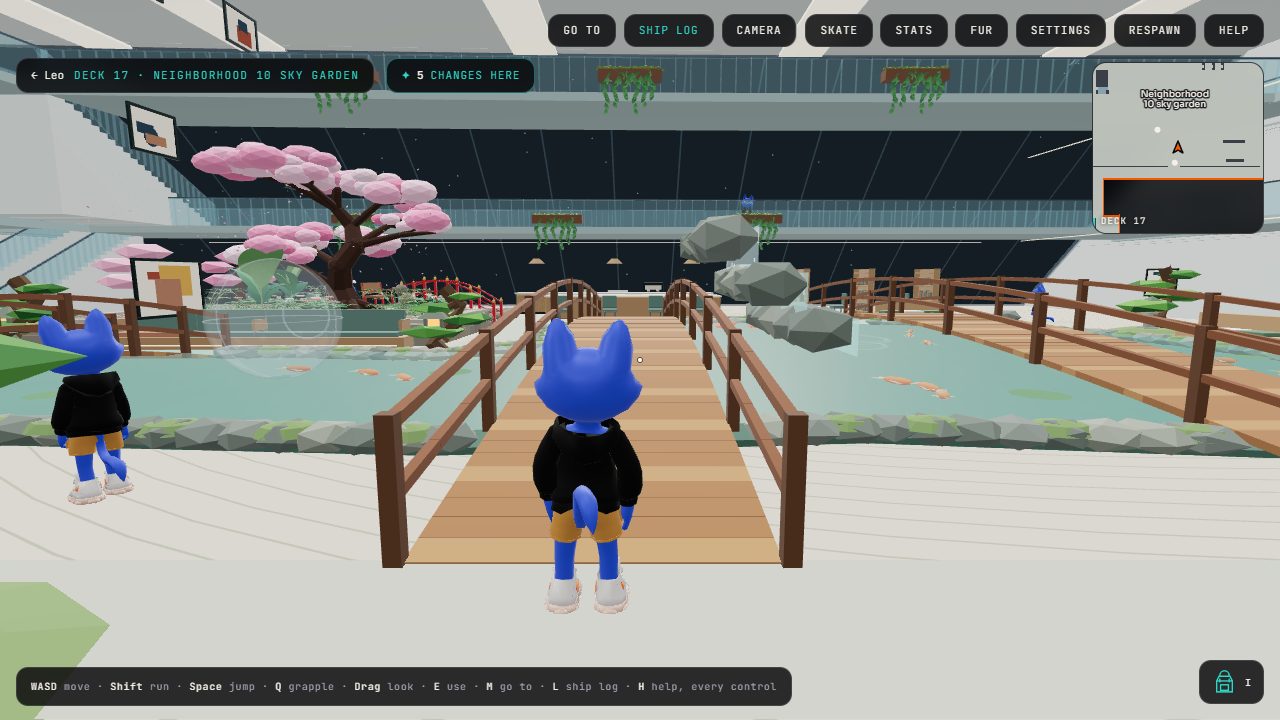 GO TO
SHIP LOG
CAMERA
SKATE
STATS
FUR
SETTINGS
RESPAWN
HELP
← Leo DECK 17 · NEIGHBORHOOD 10 SKY GARDEN
✦ 5 CHANGES HERE
Neighborhood
10 sky garden
DECK 17
WASD move · Shift run · Space jump · Q grapple · Drag look · E use · M go to · L ship log · H help, every control
I